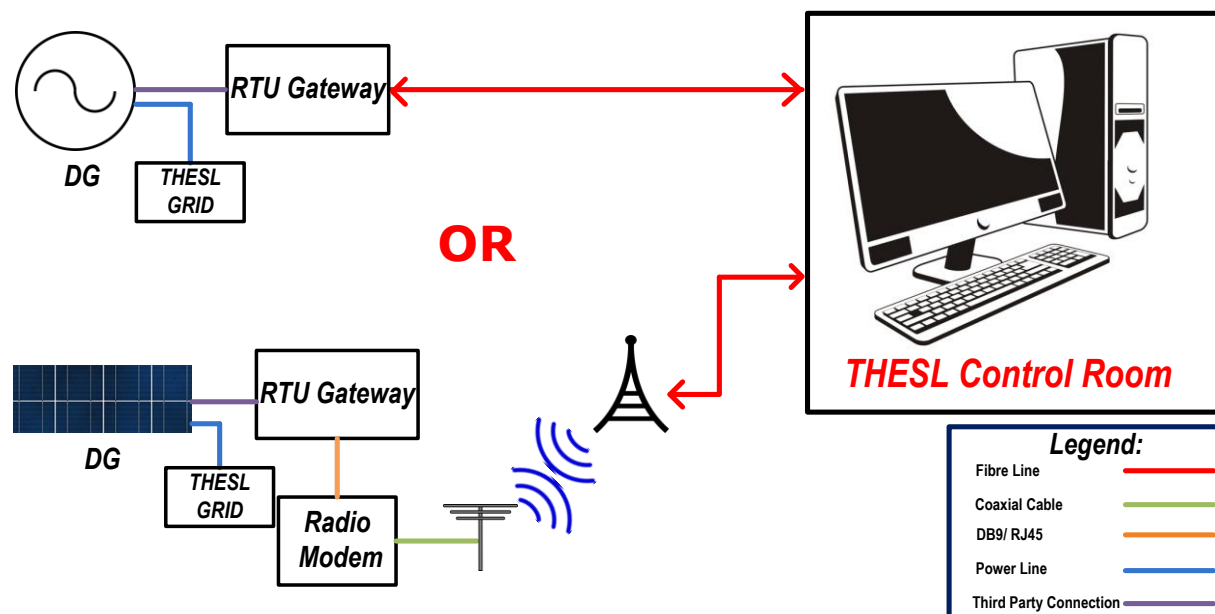 RTU Gateway
DG
THESL
GRID
OR
RTU Gateway
DG
THESL
GRID
Radio
Modem
THESL Control Room
Legend:
Fibre Line
Coaxial Cable
DB9/ RJ45
Power Line
Third Party Connection